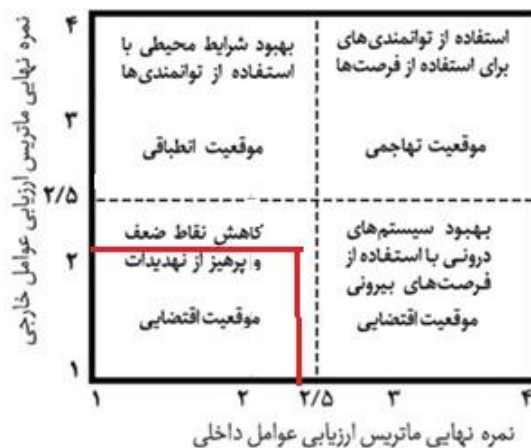 نمره نهایی ماتریس ارزیابی عوامل خارجی
۴
۳
۲/۵
۲
۱
استفاده از توانمندی‌های
برای استفاده از فرصت‌ها
موقعیت تهاجمی
بهبود شرایط محیطی با
استفاده از توانمندی‌ها
موقعیت انطباقی
بهبود سیستم‌های
درونی با استفاده از
فرصت‌های بیرونی
موقعیت اقتضایی
کاهش نقاط ضعف
و پرهیز از تهدیدات
موقعیت اقتضایی
۱ ۲ ۲/۵ ۳ ۴
نمره نهایی ماتریس ارزیابی عوامل داخلی